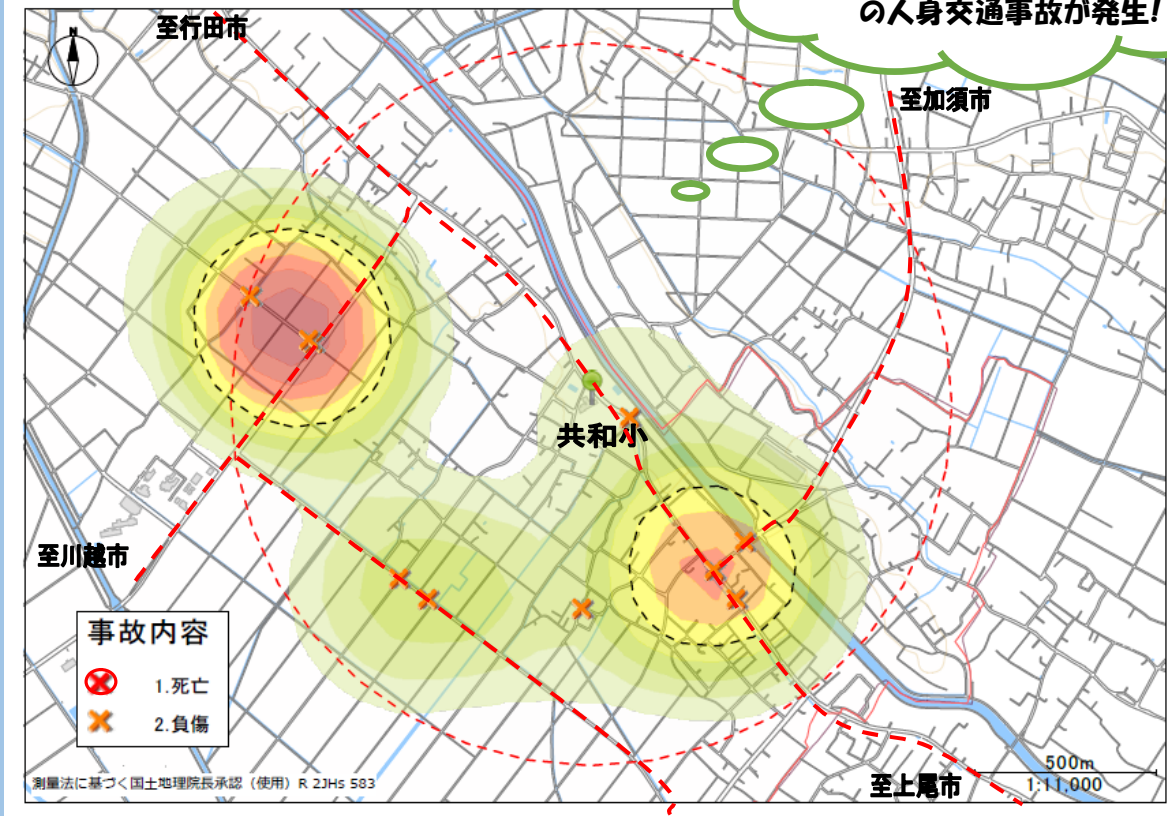 の人身交通事故が発生!
至行田市
N
至加須市
共和小
至川越市
事故内容
1.死亡
2.負傷
測量法に基づく国土地理院長承認（使用）R 2JHs 583
至上尾市
500m
1:11,000